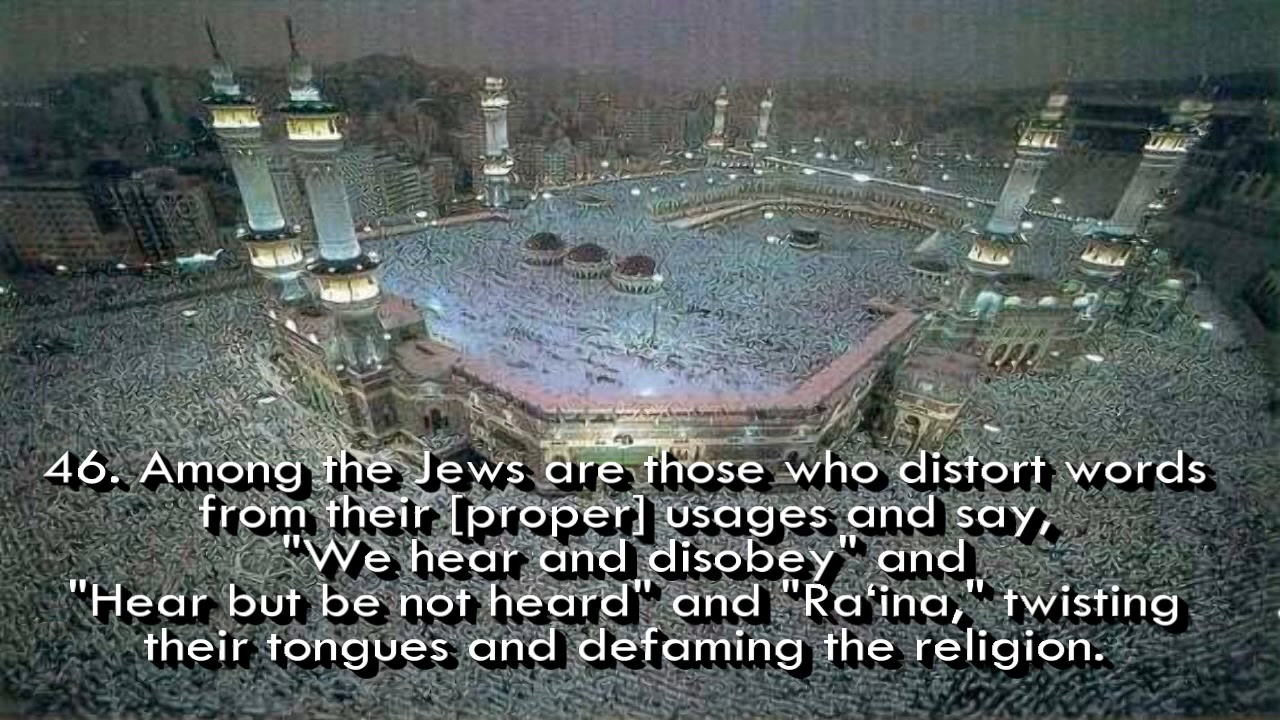 46. Among the Jews are those who distort words
from their [proper] usages and say,
"We hear and disobey" and
"Hear but be not heard" and "Ra‘ina," twisting
their tongues and defaming the religion.